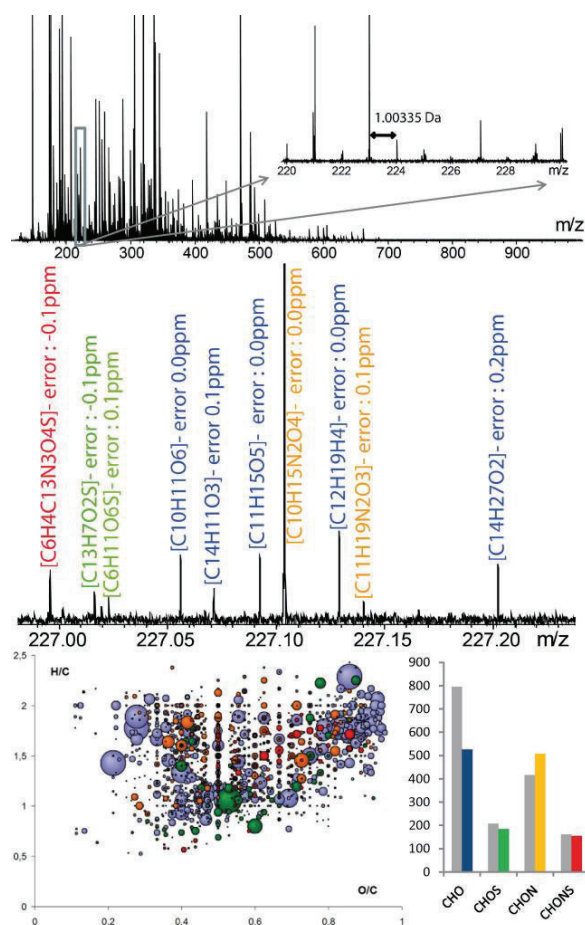 1.00335 Da
220 222 224 226 228 m/z
m/z
200 300 400 500 600 700 800 900
[C6H4C13N3O4S]- error : -0.1ppm
[C13H7O2S]- error : -0.1ppm
[C6H11O6S]- error : 0.1ppm
[C10H11O6]- error 0.0ppm
[C14H11O3]- error 0.1ppm
[C11H15O5]- error : 0.0ppm
[C10H15N2O4]- error : 0.0ppm
[C12H19H4]- error : 0.0ppm
[C11H19N2O3]- error : 0.1ppm
[C14H27O2]- error : 0.2ppm
227.00 227.05 227.10 227.15 227.20 m/z
2,5
H/C
2
1,5
1
0,5
O/C
0
0 0.2 0.4 0.6 0.8 1
900
800
700
600
500
400
300
200
100
0
CHO CHOS CHON CHONS